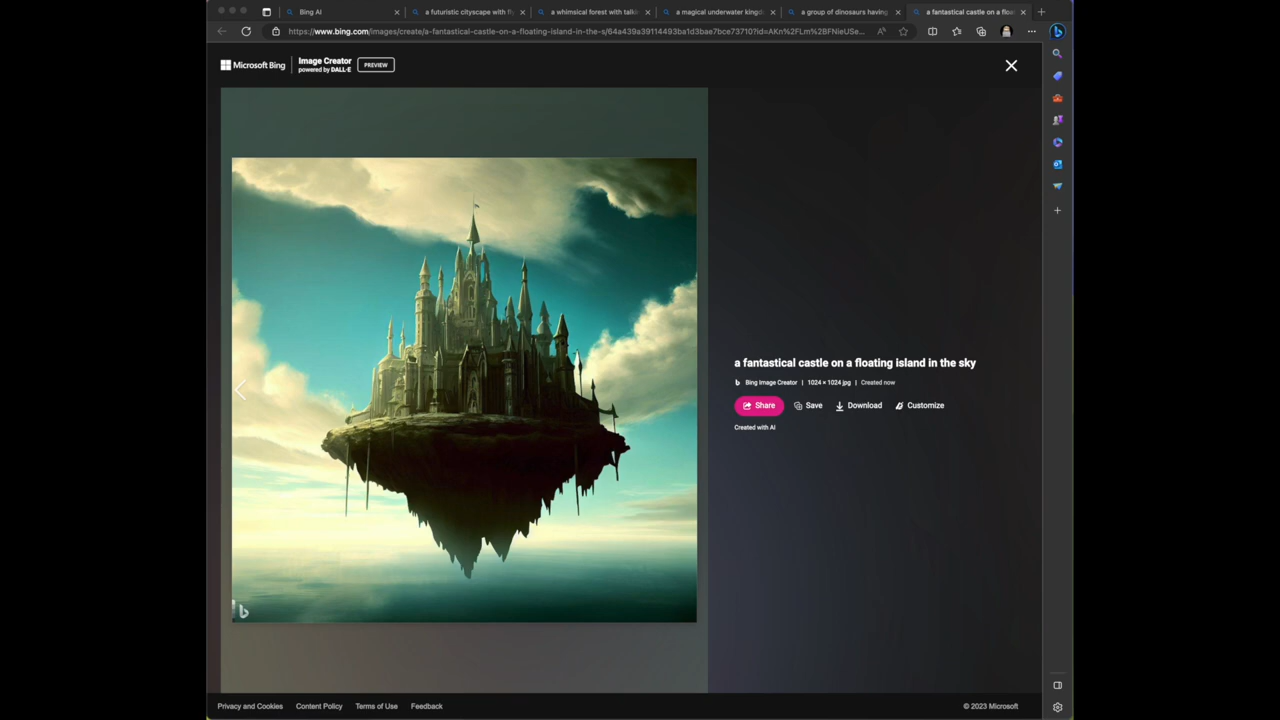 Bing AI
a futuristic cityscape with fl
a whimsical forest with talki
a magical underwater kingd
a group of dinosaurs having
a fantastical castle on a floa
https://www.bing.com/images/create/a-fantastical-castle-on-a-floating-island-in-the-s/64a439a39114493ba1d3bae7bce73710?id=AKn%2FLm%2BFNieUSe...
Microsoft Bing
Image Creator
powered by DALL·E
PREVIEW
a fantastical castle on a floating island in the sky
Bing Image Creator | 1024 × 1024 jpg | Created now
Share Save Download Customize
Created with AI
Privacy and Cookies Content Policy Terms of Use Feedback © 2023 Microsoft